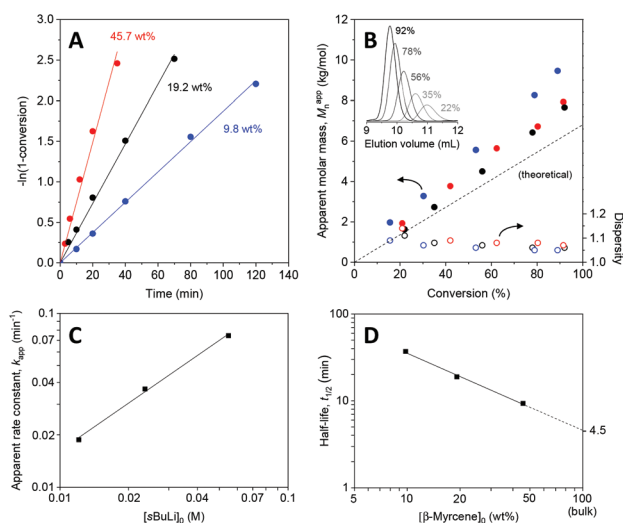 A
45.7 wt%
19.2 wt%
9.8 wt%
-ln(1-conversion)
3.0
2.5
2.0
1.5
1.0
0.5
0.0
0 20 40 60 80 100 120 140
Time (min)
B
92%
78%
56%
35%
22%
9 10 11 12
Elution volume (mL)
(theoretical)
Apparent molar mass, Mₙᵃᵖᵖ (kg/mol)
12
10
8
6
4
2
0
1.2
1.1
1.0
Dispersity
0 20 40 60 80 100
Conversion (%)
C
Apparent rate constant, kₐₚₚ (min⁻¹)
0.1
0.07
0.04
0.02
0.01
0.01 0.02 0.04 0.07 0.1
[sBuLi]₀ (M)
D
Half-life, t₁/₂ (min)
100
10
1
4.5
5 10 20 50 100
(bulk)
[β-Myrcene]₀ (wt%)